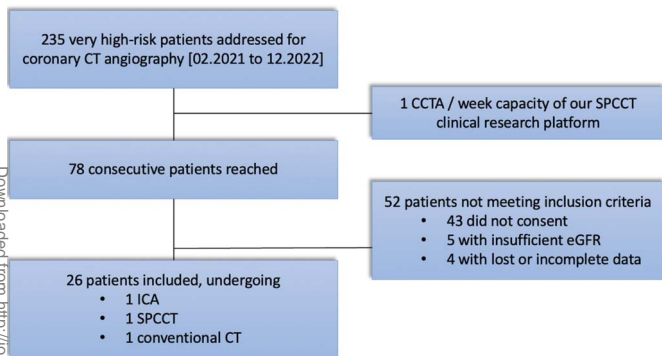 235 very high-risk patients addressed for
coronary CT angiography [02.2021 to 12.2022]
1 CCTA / week capacity of our SPCCT
clinical research platform
78 consecutive patients reached
52 patients not meeting inclusion criteria
• 43 did not consent
• 5 with insufficient eGFR
• 4 with lost or incomplete data
26 patients included, undergoing
• 1 ICA
• 1 SPCCT
• 1 conventional CT
Downloaded from http://